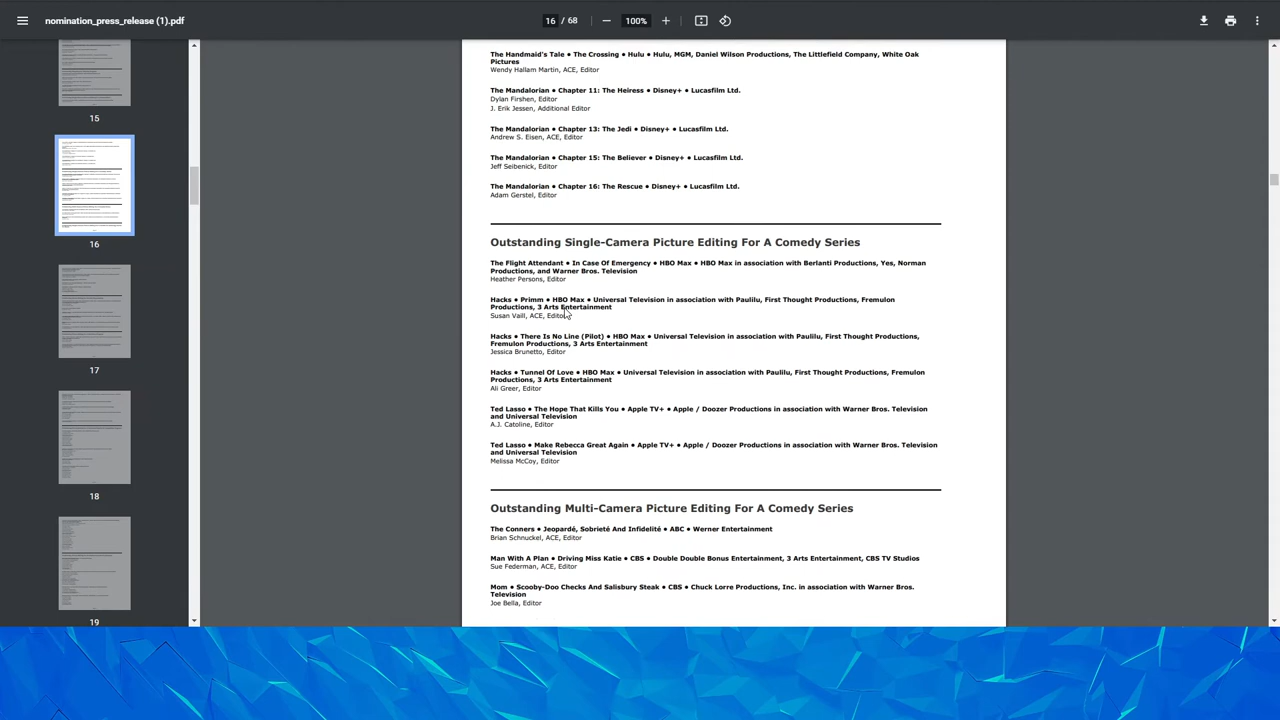 nomination_press_release (1).pdf
16 / 68
100%
15
16
17
18
19
The Handmaid's Tale • The Crossing • Hulu • Hulu, MGM, Daniel Wilson Productions, The Littlefield Company, White Oak
Pictures
Wendy Hallam Martin, ACE, Editor
The Mandalorian • Chapter 11: The Heiress • Disney+ • Lucasfilm Ltd.
Dylan Firshen, Editor
J. Erik Jessen, Additional Editor
The Mandalorian • Chapter 13: The Jedi • Disney+ • Lucasfilm Ltd.
Andrew S. Eisen, ACE, Editor
The Mandalorian • Chapter 15: The Believer • Disney+ • Lucasfilm Ltd.
Jeff Seibenick, Editor
The Mandalorian • Chapter 16: The Rescue • Disney+ • Lucasfilm Ltd.
Adam Gerstel, Editor
Outstanding Single-Camera Picture Editing For A Comedy Series
The Flight Attendant • In Case Of Emergency • HBO Max • HBO Max in association with Berlanti Productions, Yes, Norman
Productions, and Warner Bros. Television
Heather Persons, Editor
Hacks • Primm • HBO Max • Universal Television in association with Paulilu, First Thought Productions, Fremulon
Productions, 3 Arts Entertainment
Susan Vaill, ACE, Editor
Hacks • There Is No Line (Pilot) • HBO Max • Universal Television in association with Paulilu, First Thought Productions,
Fremulon Productions, 3 Arts Entertainment
Jessica Brunetto, Editor
Hacks • Tunnel Of Love • HBO Max • Universal Television in association with Paulilu, First Thought Productions, Fremulon
Productions, 3 Arts Entertainment
Ali Greer, Editor
Ted Lasso • The Hope That Kills You • Apple TV+ • Apple / Doozer Productions in association with Warner Bros. Television
and Universal Television
A.J. Catoline, Editor
Ted Lasso • Make Rebecca Great Again • Apple TV+ • Apple / Doozer Productions in association with Warner Bros. Television
and Universal Television
Melissa McCoy, Editor
Outstanding Multi-Camera Picture Editing For A Comedy Series
The Conners • Jeopardé, Sobrieté And Infidelité • ABC • Werner Entertainment
Brian Schnuckel, ACE, Editor
Man With A Plan • Driving Miss Katie • CBS • Double Double Bonus Entertainment, 3 Arts Entertainment, CBS TV Studios
Sue Federman, ACE, Editor
Mom • Scooby-Doo Checks And Salisbury Steak • CBS • Chuck Lorre Productions, Inc. in association with Warner Bros.
Television
Joe Bella, Editor